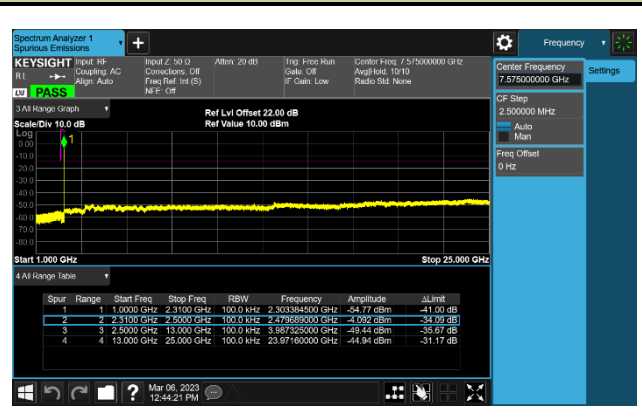 Spectrum Analyzer 1
Spurious Emissions
Frequency
KEYSIGHT Input: RF Input Z: 50 Ω Atten: 20 dB Trig: Free Run Center Freq: 7.575000000 GHz
RL Coupling: AC Corrections: Off Gate: Off Avg|Hold: 10/10
Align: Auto Freq Ref: Int (S) IF Gain: Low Radio Std: None
NFE: Off
LXI PASS
3 All Range Graph
Ref Lvl Offset 22.00 dB
Scale/Div 10.0 dB Ref Value 10.00 dBm
Log
0.00
-10.0
-20.0
-30.0
-40.0
-50.0
-60.0
-70.0
-80.0
1
Start 1.000 GHz Stop 25.000 GHz
4 All Range Table
Spur Range Start Freq Stop Freq RBW Frequency Amplitude ΔLimit
1 1 1.0000 GHz 2.3100 GHz 100.0 kHz 2.303384500 GHz -54.77 dBm -41.00 dB
2 2 2.3100 GHz 2.5000 GHz 100.0 kHz 2.479689000 GHz -4.092 dBm -34.09 dB
3 3 2.5000 GHz 13.000 GHz 100.0 kHz 3.987325000 GHz -49.44 dBm -35.67 dB
4 4 13.000 GHz 25.000 GHz 100.0 kHz 23.97160000 GHz -44.94 dBm -31.17 dB
Mar 06, 2023
12:44:21 PM
Center Frequency
7.575000000 GHz
Settings
CF Step
2.500000 MHz
Auto
Man
Freq Offset
0 Hz